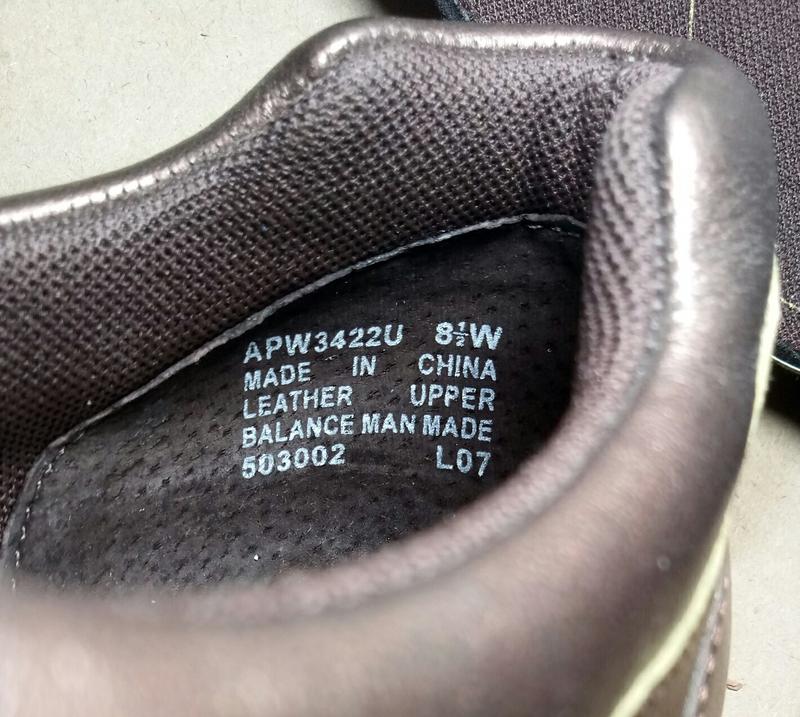 APW3422U 8½W
MADE IN CHINA
LEATHER UPPER
BALANCE MAN MADE
503002 L07